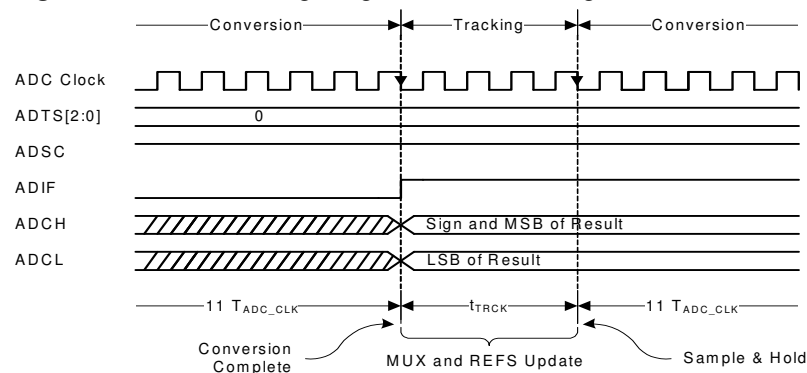 Conversion Tracking Conversion
ADC Clock
ADTS[2:0] 0
ADSC
ADIF
ADCH Sign and MSB of Result
ADCL LSB of Result
11 TADC_CLK tTRCK 11 TADC_CLK
Conversion Complete
MUX and REFS Update
Sample & Hold